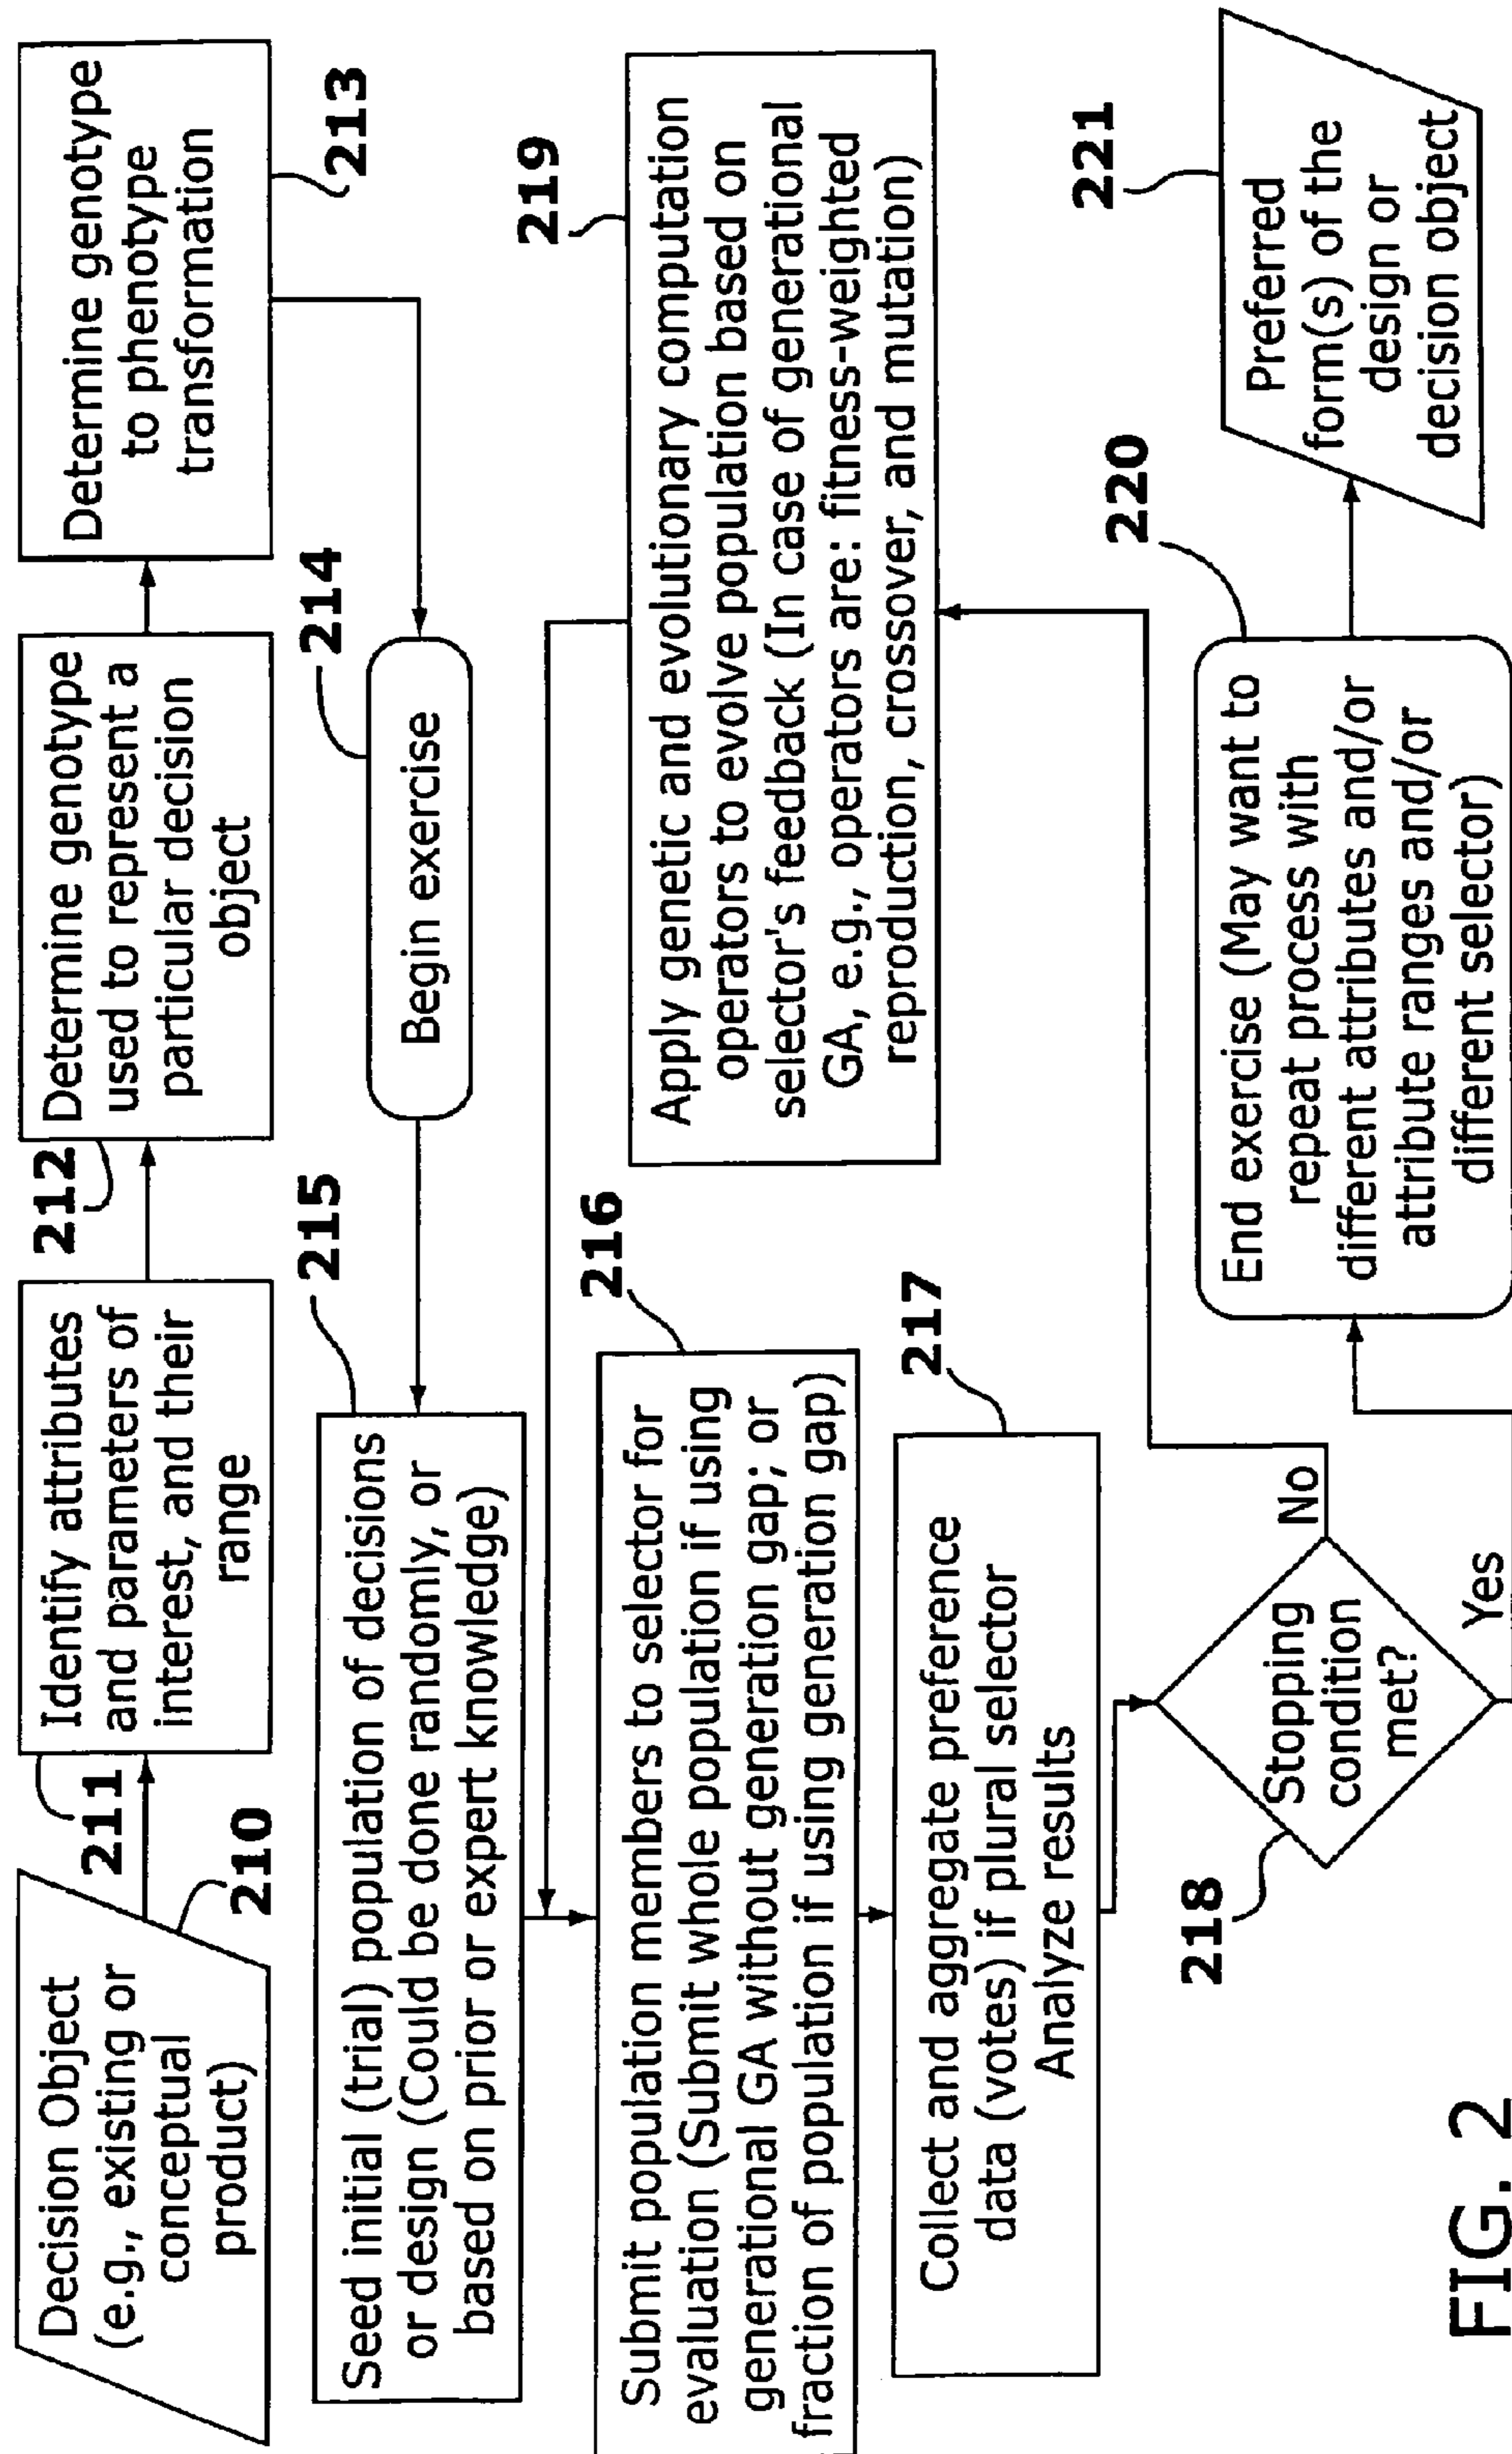 Decision Object
(e.g., existing or
conceptual
product)
210
211
Identify attributes
and parameters of
interest, and their
range
212
Determine genotype
used to represent a
particular decision
object
Determine genotype
to phenotype
transformation
213
214
Begin exercise
215
Seed initial (trial) population of decisions
or design (Could be done randomly, or
based on prior or expert knowledge)
216
Submit population members to selector for
evaluation (Submit whole population if using
generational GA without generation gap; or
fraction of population if using generation gap)
217
Collect and aggregate preference
data (votes) if plural selector
Analyze results
218
Stopping
condition
met?
No
Yes
219
Apply genetic and evolutionary computation
operators to evolve population based on
selector's feedback (In case of generational
GA, e.g., operators are: fitness-weighted
reproduction, crossover, and mutation)
220
End exercise (May want to
repeat process with
different attributes and/or
attribute ranges and/or
different selector)
221
Preferred
form(s) of the
design or
decision object
FIG. 2